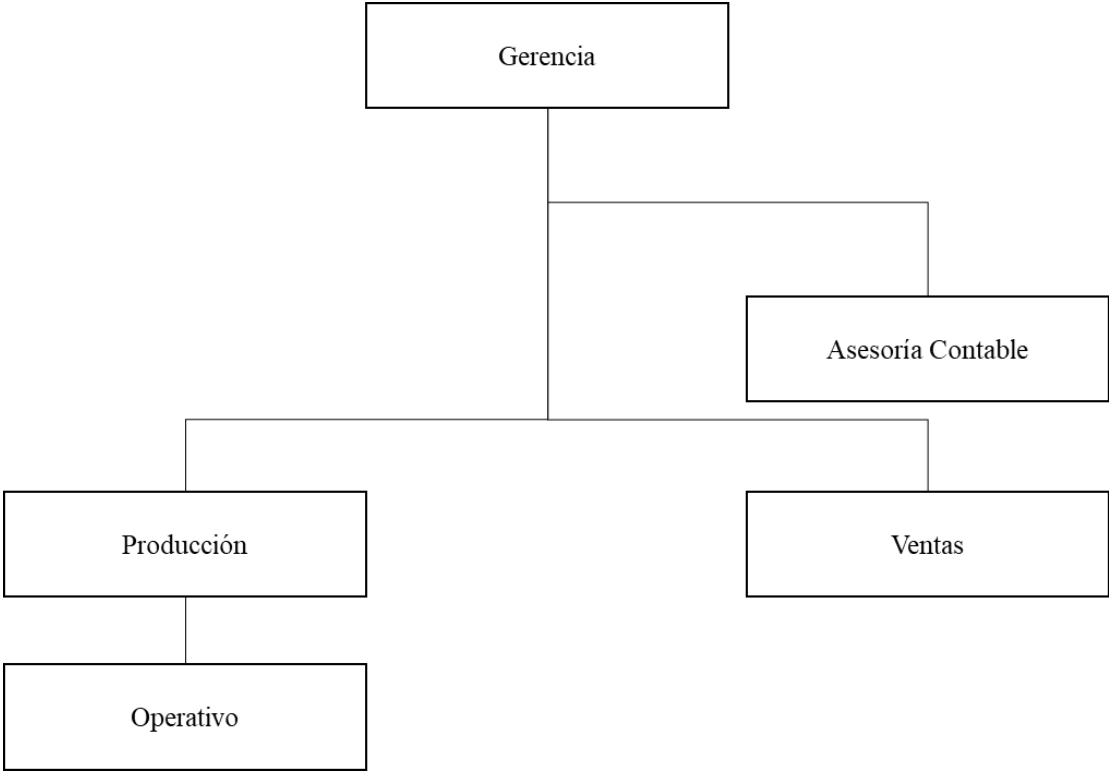 Gerencia
Asesoría Contable
Producción
Ventas
Operativo